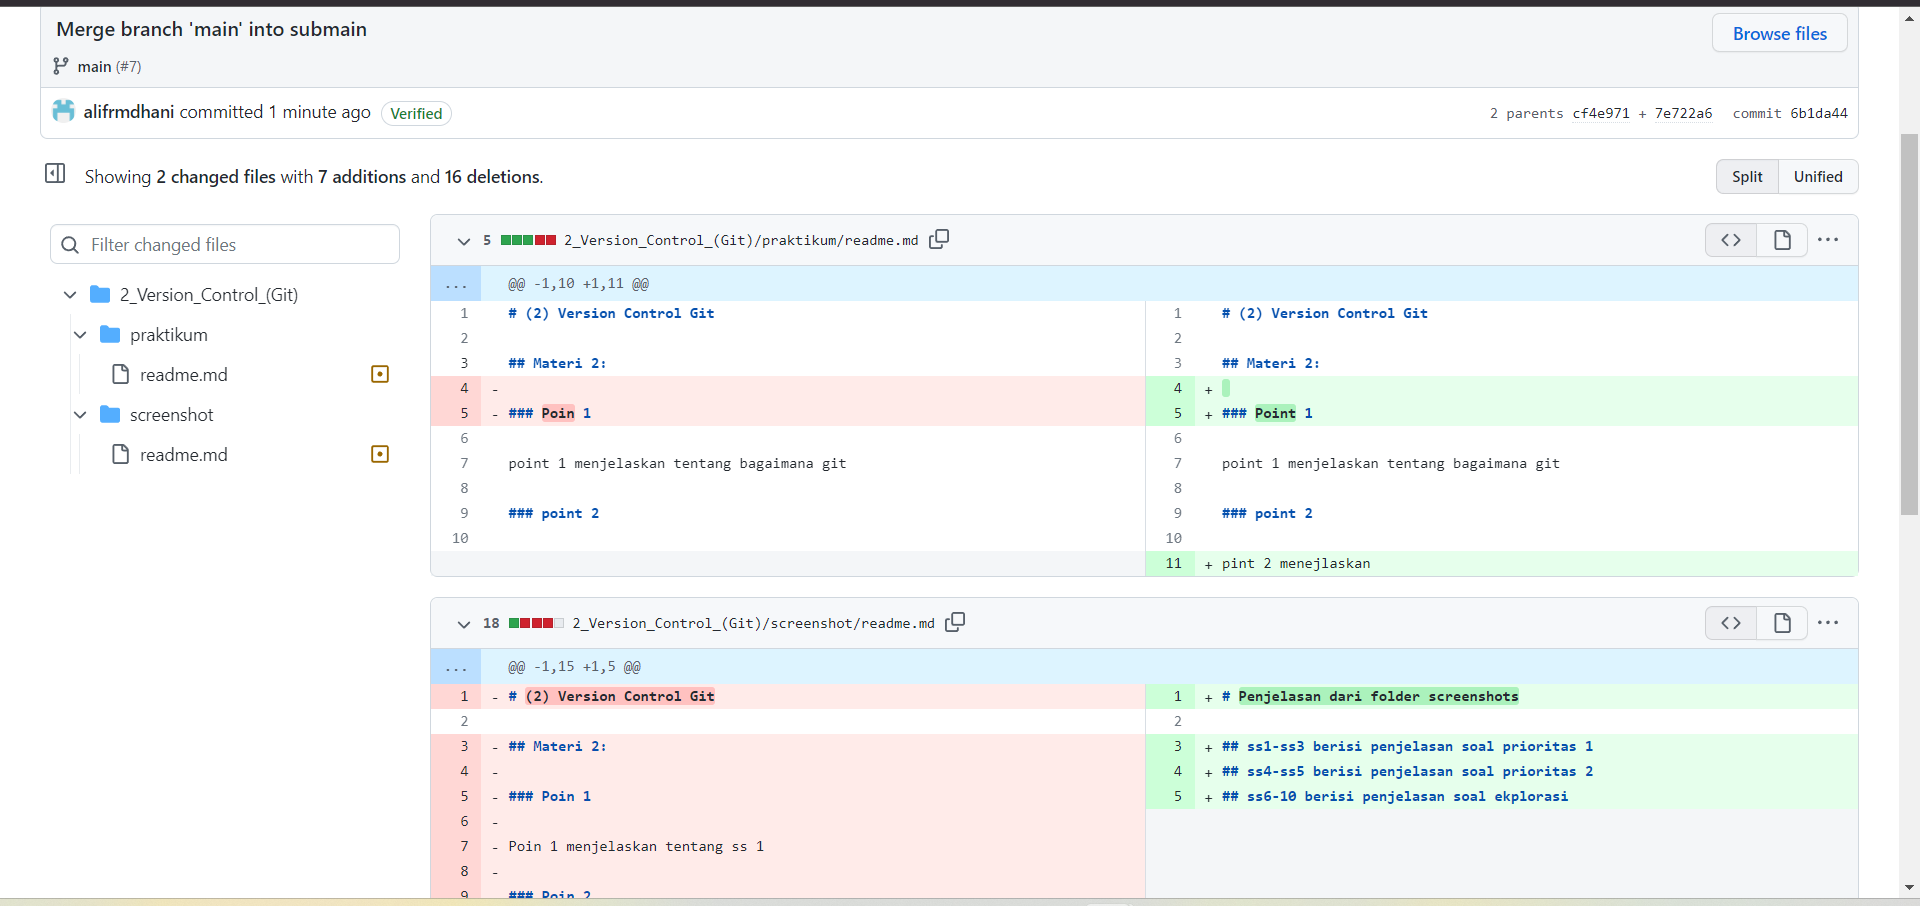 Merge branch 'main' into submain
Browse files
main (#7)
alifrmdhani committed 1 minute ago Verified
2 parents cf4e971 + 7e722a6 commit 6b1da44
Showing 2 changed files with 7 additions and 16 deletions.
Split Unified
Filter changed files
2_Version_Control_(Git)
praktikum
readme.md
screenshot
readme.md
5 2_Version_Control_(Git)/praktikum/readme.md
... @@ -1,10 +1,11 @@
1 # (2) Version Control Git 1 # (2) Version Control Git
2 2
3 ## Materi 2: 3 ## Materi 2:
4 - 4 +
5 - ### Poin 1 5 + ### Point 1
6 6
7 point 1 menjelaskan tentang bagaimana git 7 point 1 menjelaskan tentang bagaimana git
8 8
9 ### point 2 9 ### point 2
10 10
11 + pint 2 menejlaskan
18 2_Version_Control_(Git)/screenshot/readme.md
... @@ -1,15 +1,5 @@
1 - # (2) Version Control Git 1 + # Penjelasan dari folder screenshots
2 2
3 - ## Materi 2: 3 + ## ss1-ss3 berisi penjelasan soal prioritas 1
4 - 4 + ## ss4-ss5 berisi penjelasan soal prioritas 2
5 - ### Poin 1 5 + ## ss6-10 berisi penjelasan soal ekplorasi
6 -
7 - Poin 1 menjelaskan tentang ss 1
8 -
9 ### Poin 2